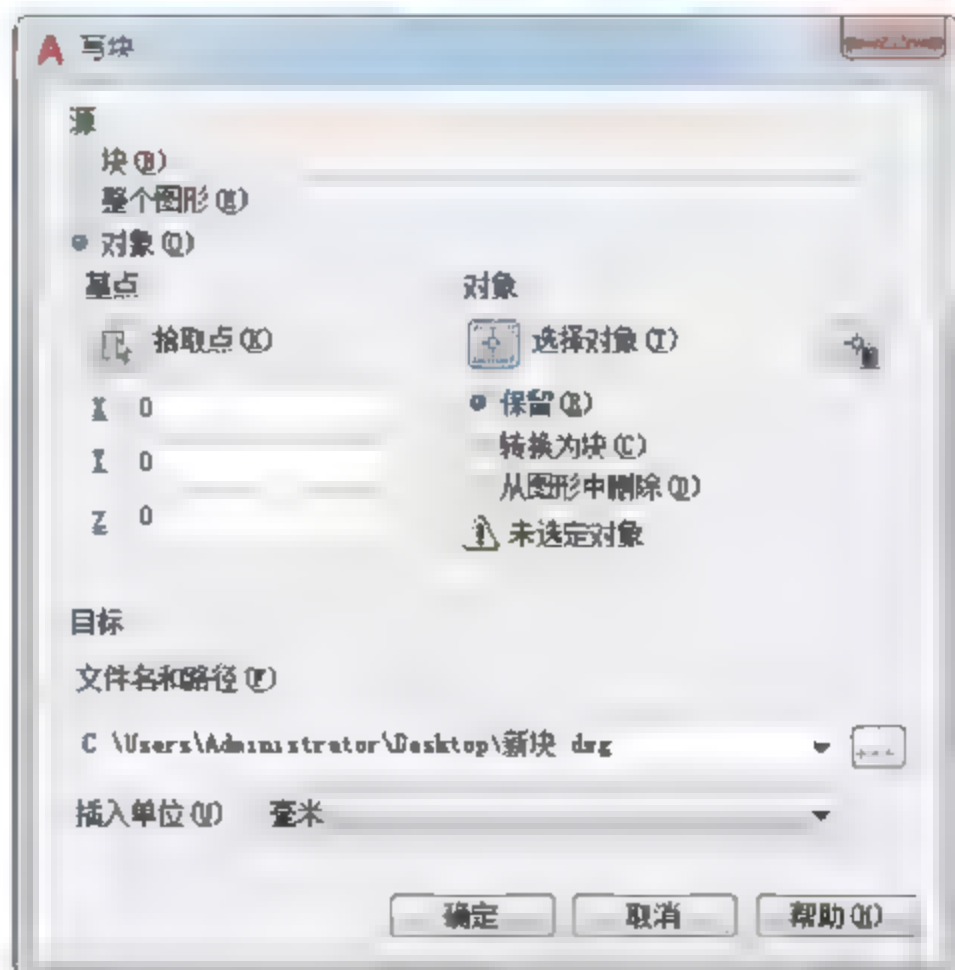 写块
源
块(B)
整个图形(E)
对象(O)
基点 对象
拾取点(K) 选择对象(T)
X 0 保留(R)
转换为块(C)
Y 0
从图形中删除(D)
Z 0 未选定对象
目标
文件名和路径(F)
C \Users\Administrator\Desktop\新块 dwg
插入单位(U) 毫米
确定 取消 帮助(H)